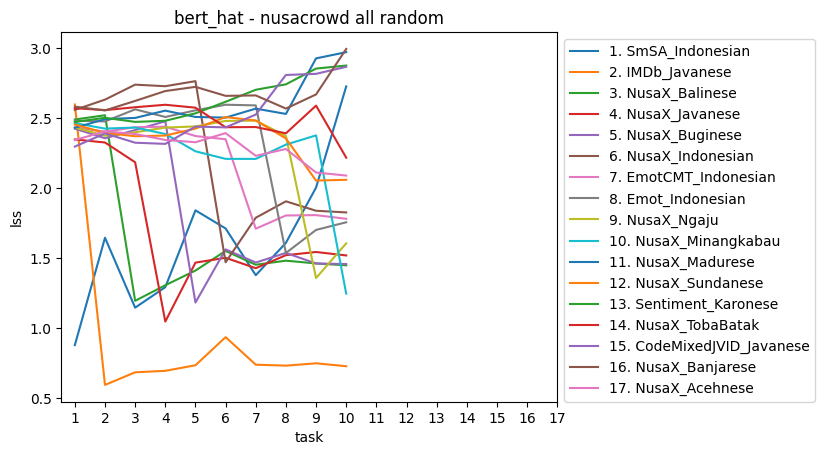 bert_hat - nusacrowd all random
3.0
2.5
2.0
1.5
1.0
0.5
lss
1 2 3 4 5 6 7 8 9 10 11 12 13 14 15 16 17
task
1. SmSA_Indonesian
2. IMDb_Javanese
3. NusaX_Balinese
4. NusaX_Javanese
5. NusaX_Buginese
6. NusaX_Indonesian
7. EmotCMT_Indonesian
8. Emot_Indonesian
9. NusaX_Ngaju
10. NusaX_Minangkabau
11. NusaX_Madurese
12. NusaX_Sundanese
13. Sentiment_Karonese
14. NusaX_TobaBatak
15. CodeMixedJVID_Javanese
16. NusaX_Banjarese
17. NusaX_Acehnese